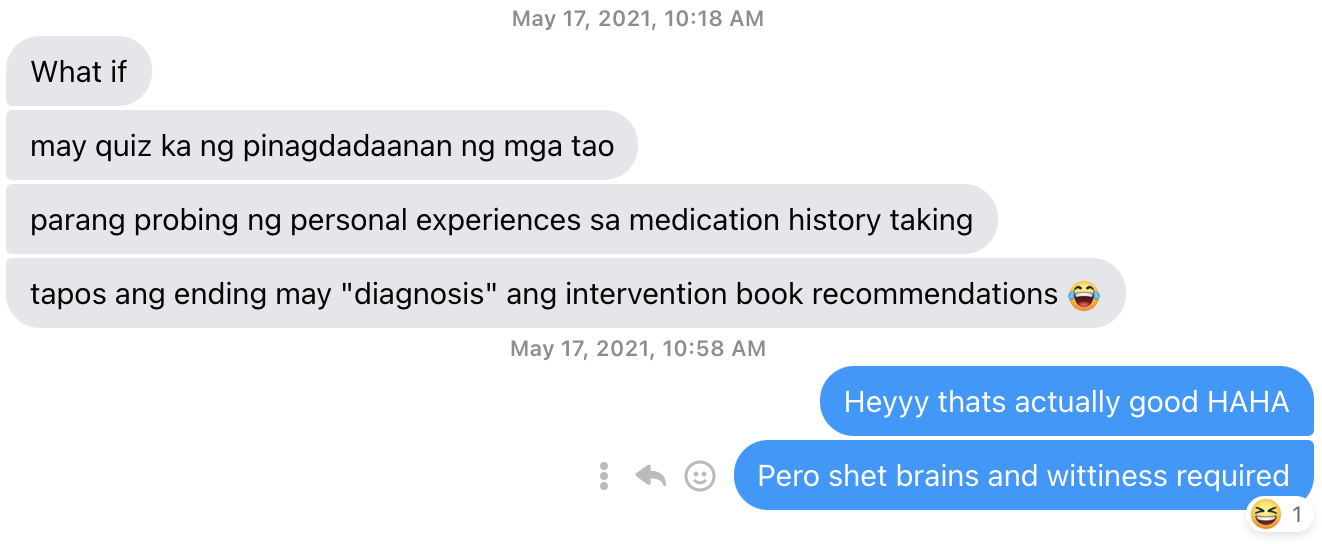 May 17, 2021, 10:18 AM
What if
may quiz ka ng pinagdadaanan ng mga tao
parang probing ng personal experiences sa medication history taking
tapos ang ending may "diagnosis" ang intervention book recommendations 😂
May 17, 2021, 10:58 AM
Heyyy thats actually good HAHA
Pero shet brains and wittiness required
😆 1